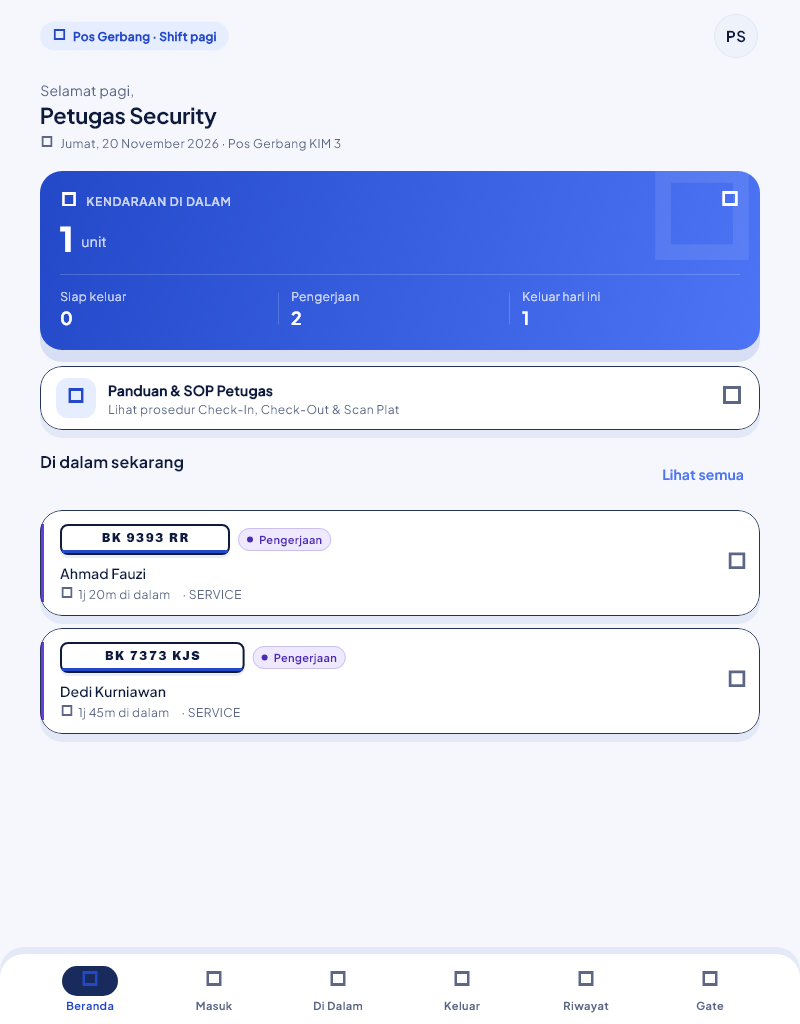 Pos Gerbang · Shift pagi
PS
Selamat pagi,
Petugas Security
Jumat, 20 November 2026 · Pos Gerbang KIM 3
KENDARAAN DI DALAM
1 unit
Siap keluar
0
Pengerjaan
2
Keluar hari ini
1
Panduan & SOP Petugas
Lihat prosedur Check-In, Check-Out & Scan Plat
Di dalam sekarang
Lihat semua
BK 9393 RR
Pengerjaan
Ahmad Fauzi
1j 20m di dalam · SERVICE
BK 7373 KJS
Pengerjaan
Dedi Kurniawan
1j 45m di dalam · SERVICE
Beranda
Masuk
Di Dalam
Keluar
Riwayat
Gate